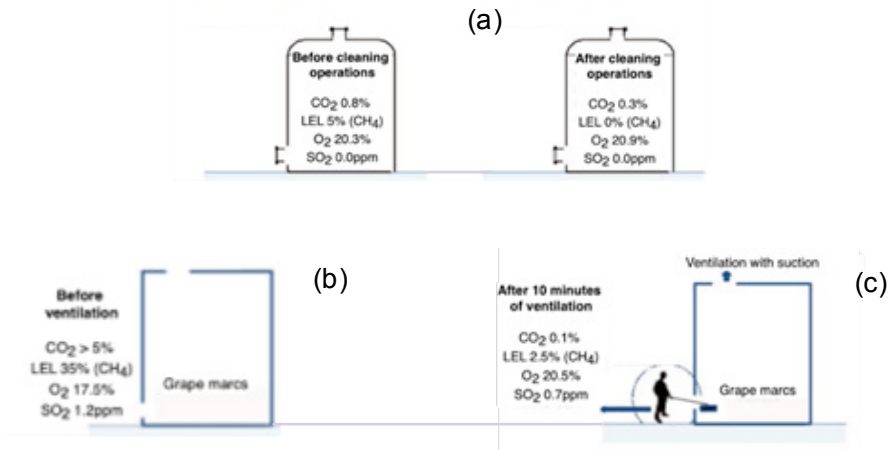 (a)
Before cleaning
operations
CO₂ 0.8%
LEL 5% (CH₄)
O₂ 20.3%
SO₂ 0.0ppm
After cleaning
operations
CO₂ 0.3%
LEL 0% (CH₄)
O₂ 20.9%
SO₂ 0.0ppm
(b)
Before
ventilation
CO₂ > 5%
LEL 35% (CH₄)
O₂ 17.5%
SO₂ 1.2ppm
Grape marcs
Ventilation with suction
(c)
After 10 minutes
of ventilation
CO₂ 0.1%
LEL 2.5% (CH₄)
O₂ 20.5%
SO₂ 0.7ppm
Grape marcs